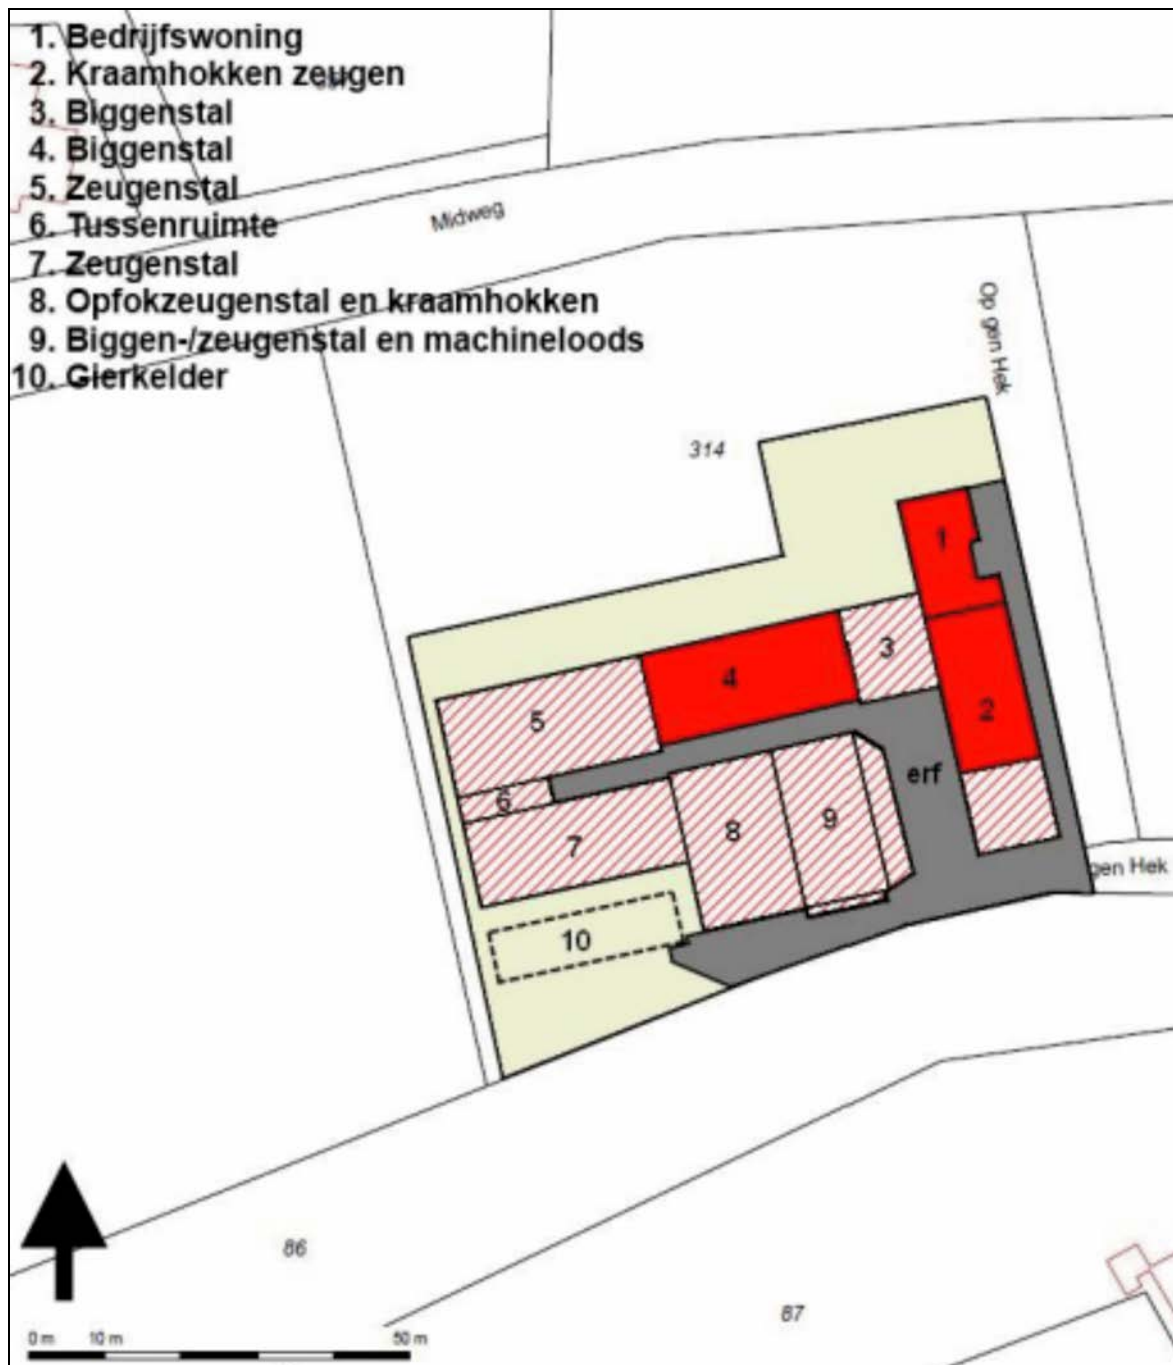 1. Bedrijfswoning
2. Kraamhokken zeugen
3. Biggenstal
4. Biggenstal
5. Zeugenstal
6. Tussenruimte
7. Zeugenstal
8. Opfokzeugenstal en kraamhokken
9. Biggen-/zeugenstal en machineloods
10. Gierkelder
Midweg
Op gen Hek
314
1
3
4
2
5
erf
6
9
8
7
gen Hek
10
86
87
0 m 10 m 50 m